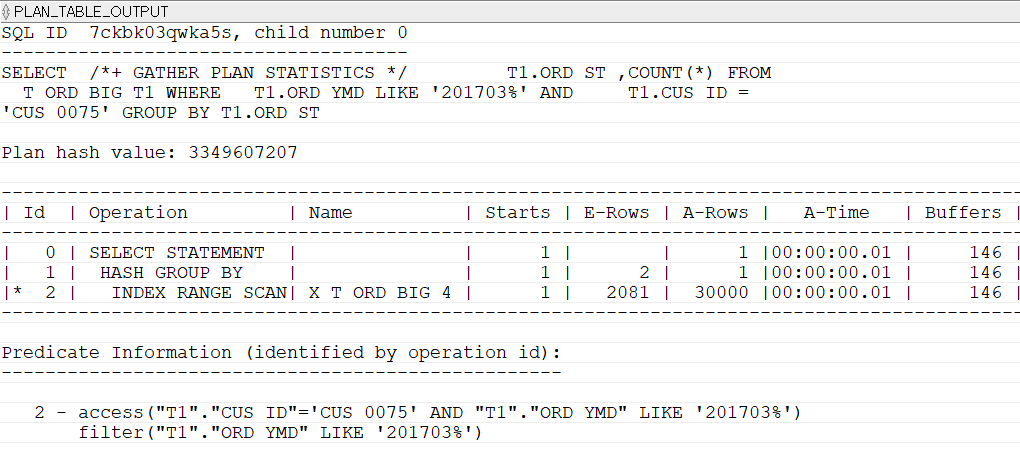 PLAN_TABLE_OUTPUT
SQL ID  7ckbk03qwka5s, child number 0
-------------------------------------
SELECT  /*+ GATHER PLAN STATISTICS */         T1.ORD ST ,COUNT(*) FROM
  T ORD BIG T1 WHERE   T1.ORD YMD LIKE '201703%' AND     T1.CUS ID =
'CUS 0075' GROUP BY T1.ORD ST
Plan hash value: 3349607207
---------------------------------------------------------------------------------------------
| Id  | Operation         | Name           | Starts | E-Rows | A-Rows |   A-Time   | Buffers |
---------------------------------------------------------------------------------------------
|   0 | SELECT STATEMENT  |                |      1 |        |      1 |00:00:00.01 |     146 |
|   1 |  HASH GROUP BY    |                |      1 |      2 |      1 |00:00:00.01 |     146 |
|*  2 |   INDEX RANGE SCAN| X T ORD BIG 4  |      1 |   2081 |  30000 |00:00:00.01 |     146 |
---------------------------------------------------------------------------------------------
Predicate Information (identified by operation id):
---------------------------------------------------
   2 - access("T1"."CUS ID"='CUS 0075' AND "T1"."ORD YMD" LIKE '201703%')
       filter("T1"."ORD YMD" LIKE '201703%')